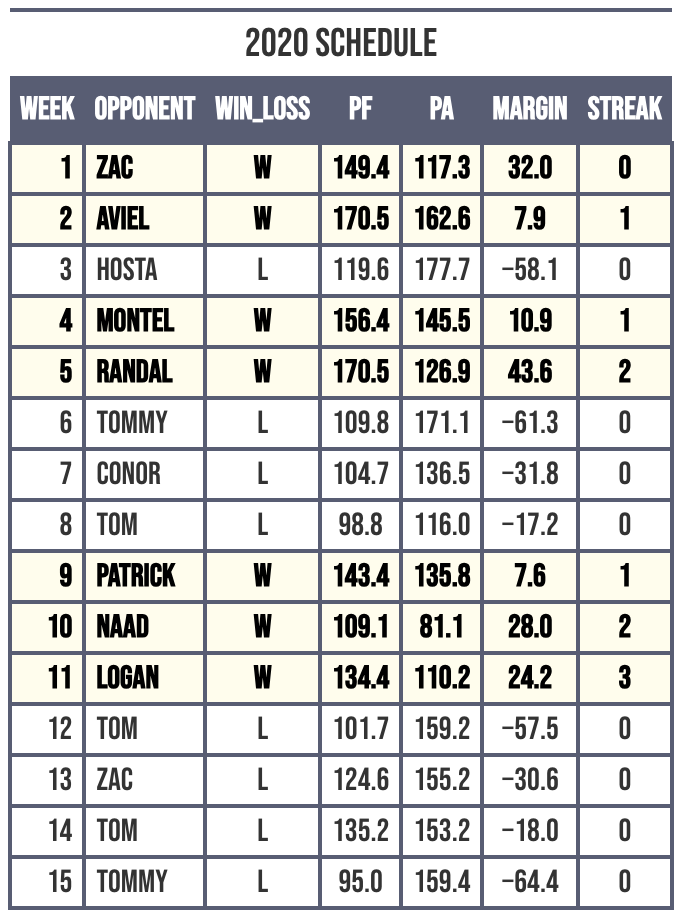 2020 SCHEDULE
WEEK OPPONENT WIN_LOSS PF PA MARGIN STREAK
1 ZAC W 149.4 117.3 32.0 0
2 AVIEL W 170.5 162.6 7.9 1
3 HOSTA L 119.6 177.7 −58.1 0
4 MONTEL W 156.4 145.5 10.9 1
5 RANDAL W 170.5 126.9 43.6 2
6 TOMMY L 109.8 171.1 −61.3 0
7 CONOR L 104.7 136.5 −31.8 0
8 TOM L 98.8 116.0 −17.2 0
9 PATRICK W 143.4 135.8 7.6 1
10 NAAD W 109.1 81.1 28.0 2
11 LOGAN W 134.4 110.2 24.2 3
12 TOM L 101.7 159.2 −57.5 0
13 ZAC L 124.6 155.2 −30.6 0
14 TOM L 135.2 153.2 −18.0 0
15 TOMMY L 95.0 159.4 −64.4 0